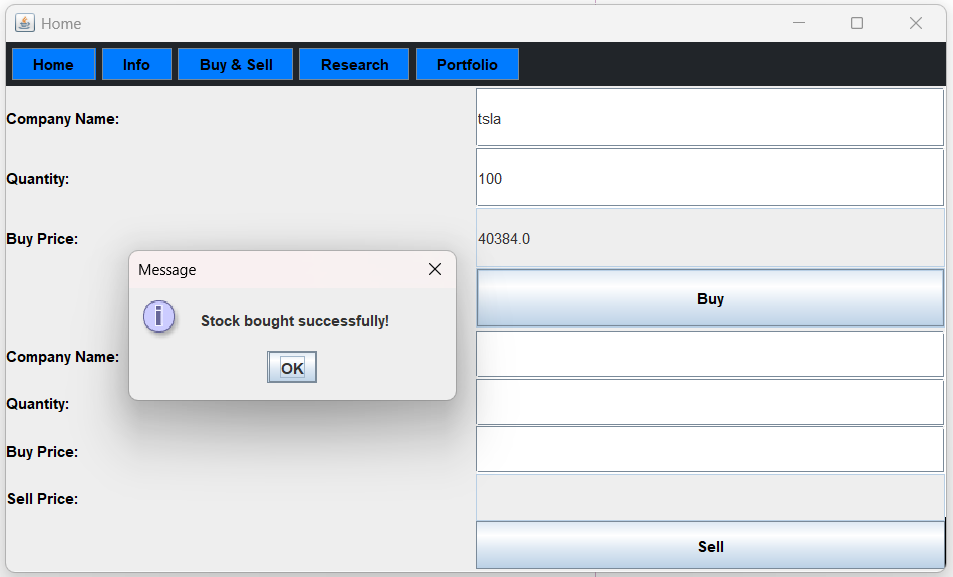 Home
Home Info Buy & Sell Research Portfolio
Company Name: tsla
Quantity: 100
Buy Price: 40384.0
Buy
Message
Stock bought successfully!
OK
Company Name:
Quantity:
Buy Price:
Sell Price:
Sell